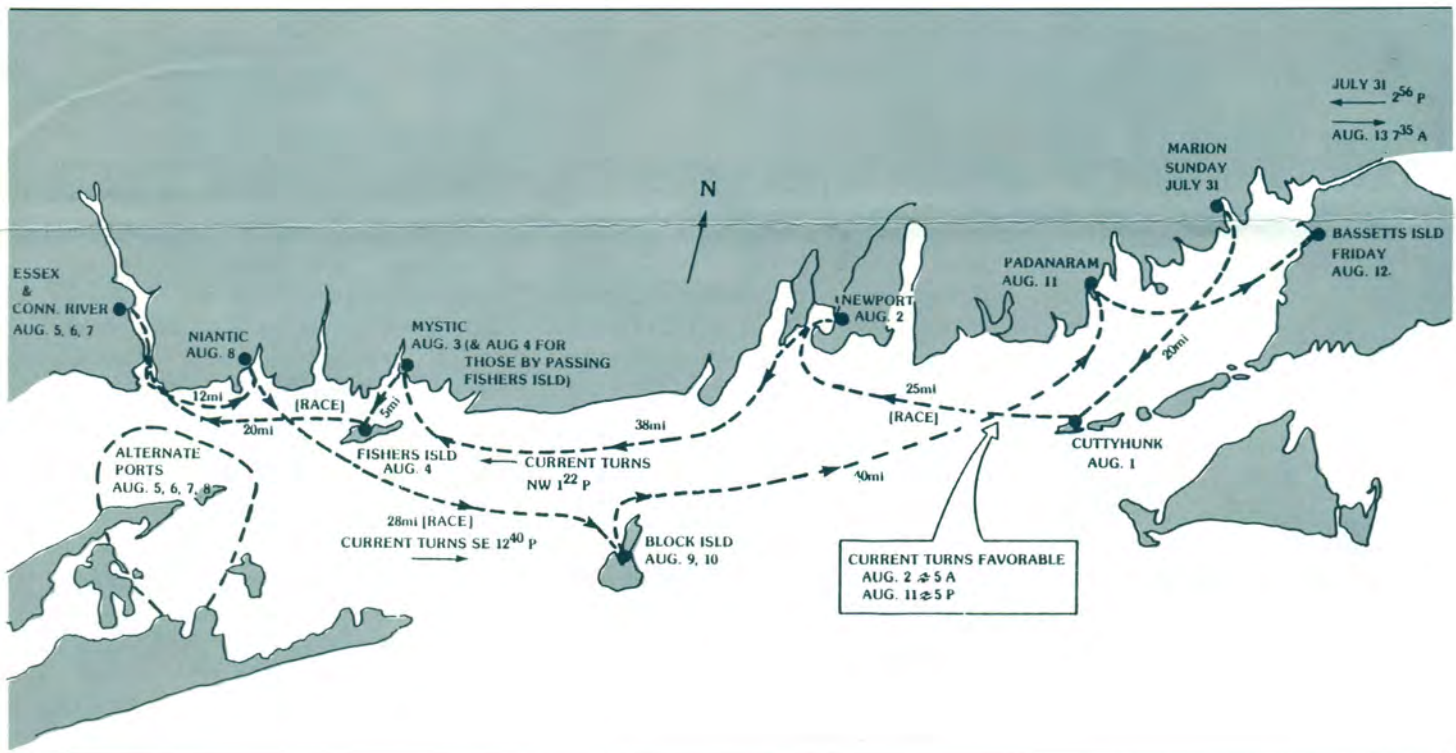 JULY 31
2⁵⁶ P
AUG. 13 7³⁵ A
MARION
SUNDAY
JULY 31
N
BASSETTS ISLD
FRIDAY
AUG. 12.
PADANARAM
AUG. 11
NEWPORT
AUG. 2
ESSEX
&
CONN. RIVER
AUG. 5, 6, 7
NIANTIC
AUG. 8
MYSTIC
AUG. 3 (& AUG 4 FOR
THOSE BY PASSING
FISHERS ISLD)
20mi
25mi
[RACE]
12mi
[RACE]
5mi
20mi
38mi
FISHERS ISLD
AUG. 4
CURRENT TURNS
NW 1²² P
CUTTYHUNK
AUG. 1
ALTERNATE
PORTS
AUG. 5, 6, 7, 8
40mi
28mi [RACE]
CURRENT TURNS SE 12⁴⁰ P
BLOCK ISLD
AUG. 9, 10
CURRENT TURNS FAVORABLE
AUG. 2 ≈ 5 A
AUG. 11 ≈ 5 P